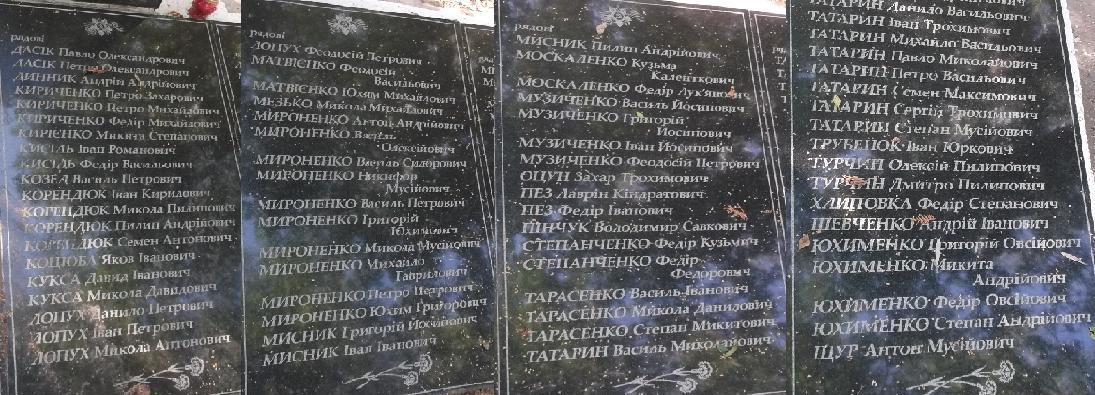 рядові
ДАСІК Павло Олександрович
ДАСІК Петро Олександрович
ДИННИК Андрій Андрійович
КИРИЧЕНКО Петро Макарович
КИРИЧЕНКО Петро Михайлович
КИРИЧЕНКО Федір Михайлович
КИРІЄНКО Микита Степанович
КИСІЛЬ Іван Романович
КИСІЛЬ Федір Васильович
КОЗЕЛ Василь Петрович
КОРЕНДЮК Іван Кирилович
КОРЕНДЮК Микола Пилипович
КОРЕНДЮК Пилип Андрійович
КОРЕНДЮК Семен Антонович
КОЦЮБА Яків Іванович
КУКСА Давид Іванович
КУКСА Микола Давидович
ЛОПУХ Данило Петрович
ЛОПУХ Іван Петрович
ЛОПУХ Микола Антонович
рядові
ЛОПУХ Феодосій Петрович
МАТВІЄНКО Феодосій
Васильович
МАТВІЄНКО Юхим Михайлович
МЕЗЬКО Микола Михайлович
МИРОНЕНКО Антон Андрійович
МИРОНЕНКО Василь
Олексійович
МИРОНЕНКО Василь Сидорович
МИРОНЕНКО Никифор
Мусійович
МИРОНЕНКО Василь Петрович
МИРОНЕНКО Григорій
Юхимович
МИРОНЕНКО Микола Мусійович
МИРОНЕНКО Михайло
Гаврилович
МИРОНЕНКО Петро Петрович
МИРОНЕНКО Юхим Григорович
МИСНИК Григорій Йосипович
МИСНИК Іван Іванович
рядові
МИСНИК Пилип Андрійович
МОСКАЛЕНКО Кузьма
Калениткович
МОСКАЛЕНКО Федір Лук'янович
МУЗИЧЕНКО Василь Йосипович
МУЗИЧЕНКО Григорій
Йосипович
МУЗИЧЕНКО Іван Йосипович
МУЗИЧЕНКО Феодосій Петрович
ОЦУН Захар Трохимович
ПЕЗ Лаврін Кіндратович
ПЕЗ Федір Іванович
ПІНЧУК Володимир Савкович
СТЕПАНЧЕНКО Федір Кузьмич
СТЕПАНЧЕНКО Федір
Федорович
ТАРАСЕНКО Василь Іванович
ТАРАСЕНКО Микола Данилович
ТАРАСЕНКО Степан Микитович
ТАТАРИН Василь Миколайович
ТАТАРИН Данило Васильович
ТАТАРИН Іван Трохимович
ТАТАРИН Михайло Васильович
ТАТАРИН Павло Миколайович
ТАТАРИН Петро Васильович
ТАТАРИН Семен Максимович
ТАТАРИН Сергій Трохимович
ТАТАРИН Степан Мусійович
ТРУБЕНОК Іван Юркович
ТУРЧИН Олексій Пилипович
ТУРЧИН Дмитро Пилипович
ХЛИПОВКА Федір Степанович
ШЕВЧЕНКО Андрій Іванович
ЮХИМЕНКО Григорій Овсійович
ЮХИМЕНКО Микита
Андрійович
ЮХИМЕНКО Федір Овсійович
ЮХИМЕНКО Степан Андрійович
ЩУР Антон Мусійович